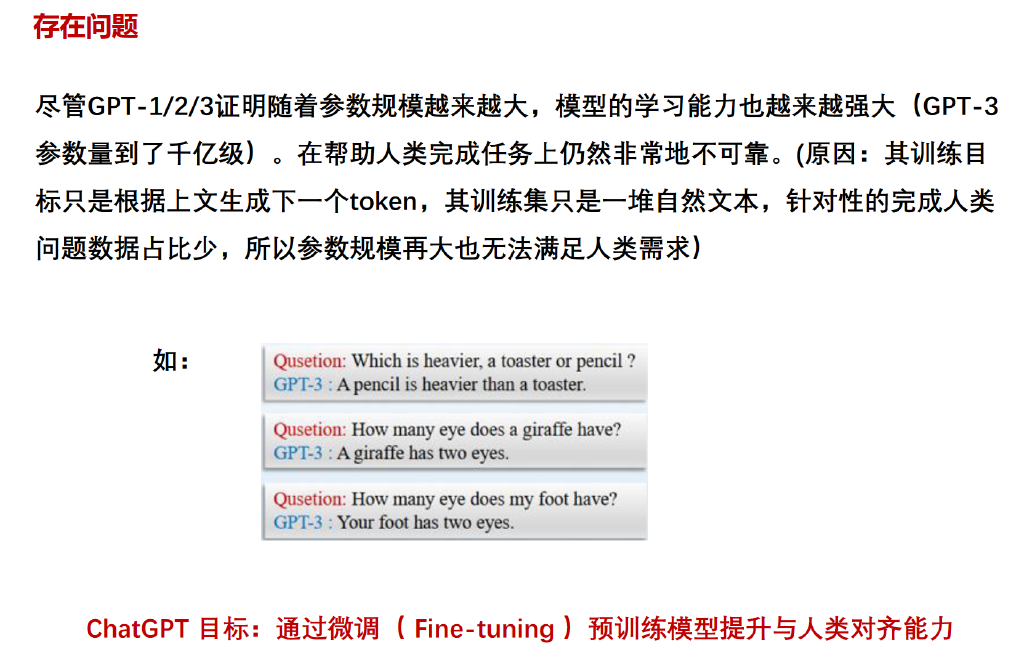 存在问题
尽管GPT-1/2/3证明随着参数规模越来越大，模型的学习能力也越来越强大（GPT-3
参数量到了千亿级）。在帮助人类完成任务上仍然非常地不可靠。(原因：其训练目
标只是根据上文生成下一个token，其训练集只是一堆自然文本，针对性的完成人类
问题数据占比少，所以参数规模再大也无法满足人类需求）
如：
Qusetion: Which is heavier, a toaster or pencil ?
GPT-3 : A pencil is heavier than a toaster.
Qusetion: How many eye does a giraffe have?
GPT-3 : A giraffe has two eyes.
Qusetion: How many eye does my foot have?
GPT-3 : Your foot has two eyes.
ChatGPT 目标：通过微调（ Fine-tuning ）预训练模型提升与人类对齐能力